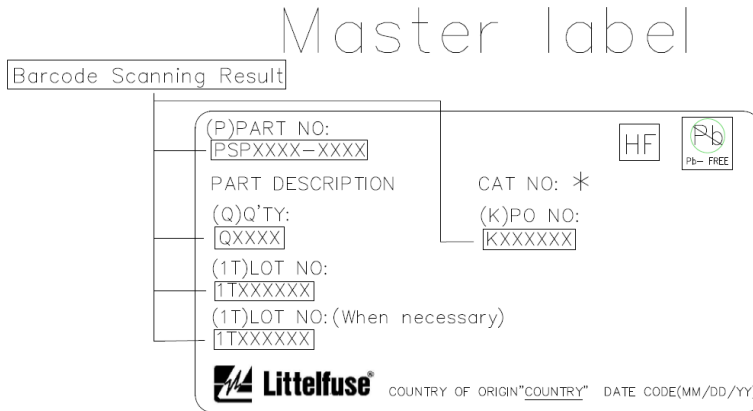 Master label
Barcode Scanning Result
(P)PART NO:
PSPXXXX-XXXX
HF
Pb
Pb- FREE
PART DESCRIPTION
CAT NO: *
(Q)Q'TY:
QXXXX
(K)PO NO:
KXXXXXX
(1T)LOT NO:
1TXXXXXX
(1T)LOT NO:(When necessary)
1TXXXXXX
Littelfuse®
COUNTRY OF ORIGIN"COUNTRY"
DATE CODE(MM/DD/YY